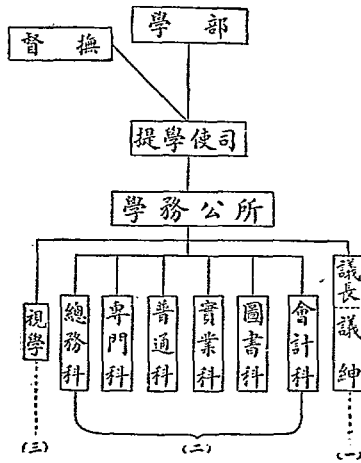 學部
督撫
提學使司
學務公所
議長 議紳
會計科
圖書科
實業科
普通科
專門科
總務科
視學
(一)
(二)
(三)